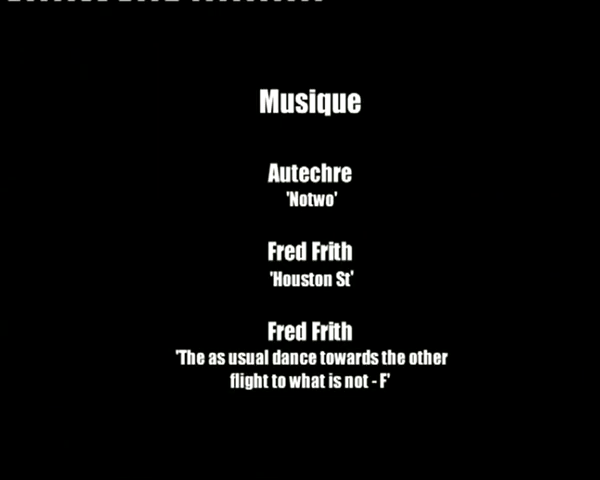 Musique
Autechre
'Notwo'
Fred Frith
'Houston St'
Fred Frith
'The as usual dance towards the other
flight to what is not - F'